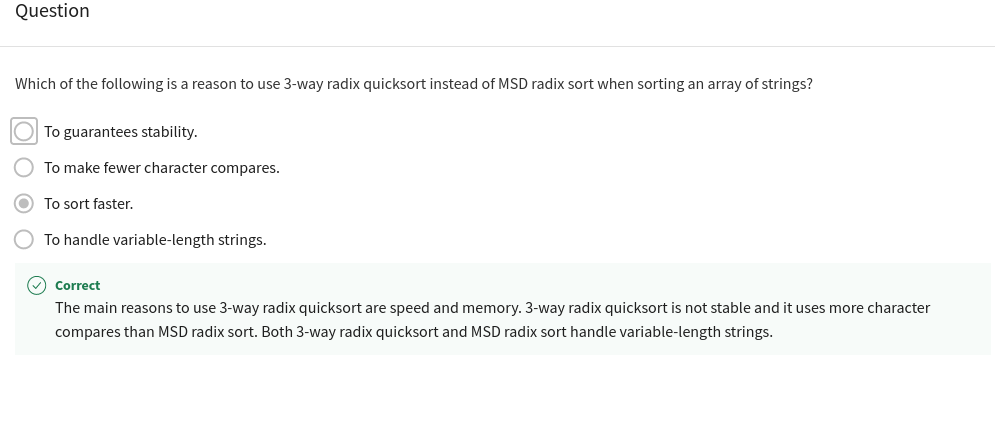 Question
Which of the following is a reason to use 3-way radix quicksort instead of MSD radix sort when sorting an array of strings?
To guarantees stability.
To make fewer character compares.
To sort faster.
To handle variable-length strings.
Correct
The main reasons to use 3-way radix quicksort are speed and memory. 3-way radix quicksort is not stable and it uses more character
compares than MSD radix sort. Both 3-way radix quicksort and MSD radix sort handle variable-length strings.